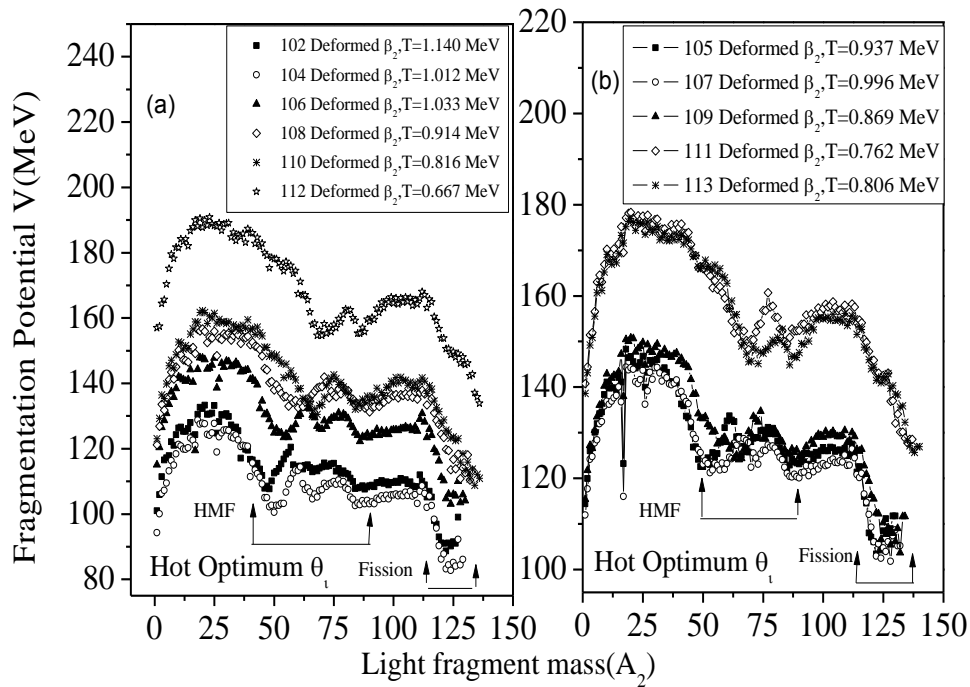 Fragmentation Potential V(MeV)
240
220
200
180
160
140
120
100
80
(a)
102 Deformed β₂,T=1.140 MeV
104 Deformed β₂,T=1.012 MeV
106 Deformed β₂,T=1.033 MeV
108 Deformed β₂,T=0.914 MeV
110 Deformed β₂,T=0.816 MeV
112 Deformed β₂,T=0.667 MeV
HMF
Fission
Hot Optimum θι
0 25 50 75 100 125 150
220
200
180
160
140
120
100
(b)
105 Deformed β₂,T=0.937 MeV
107 Deformed β₂,T=0.996 MeV
109 Deformed β₂,T=0.869 MeV
111 Deformed β₂,T=0.762 MeV
113 Deformed β₂,T=0.806 MeV
HMF
Fission
Hot Optimum θι
0 25 50 75 100 125 150
Light fragment mass(A₂)